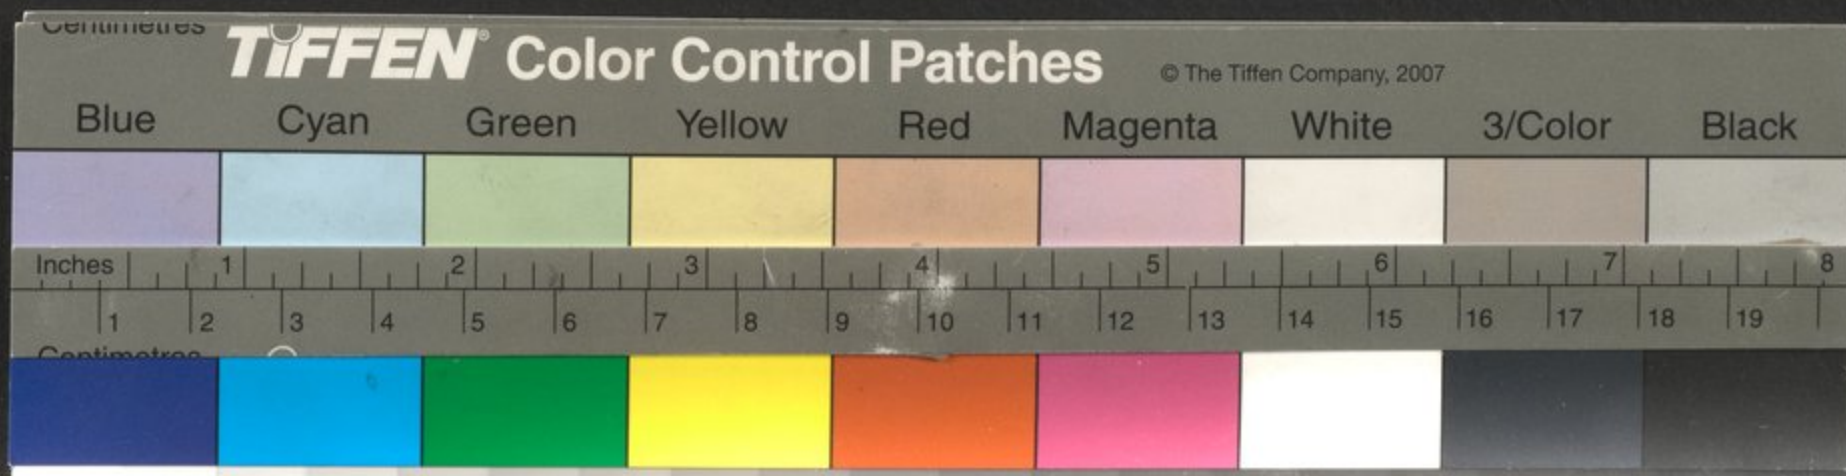 Centimetres
TIFFEN® Color Control Patches © The Tiffen Company, 2007
Blue Cyan Green Yellow Red Magenta White 3/Color Black
Inches 1 2 3 4 5 6 7 8
1 2 3 4 5 6 7 8 9 10 11 12 13 14 15 16 17 18 19
Centimetres